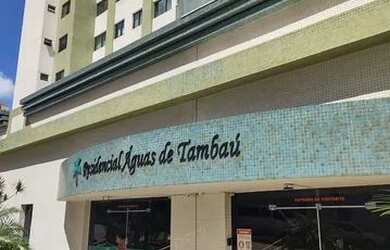 Residencial Águas de Tambaú